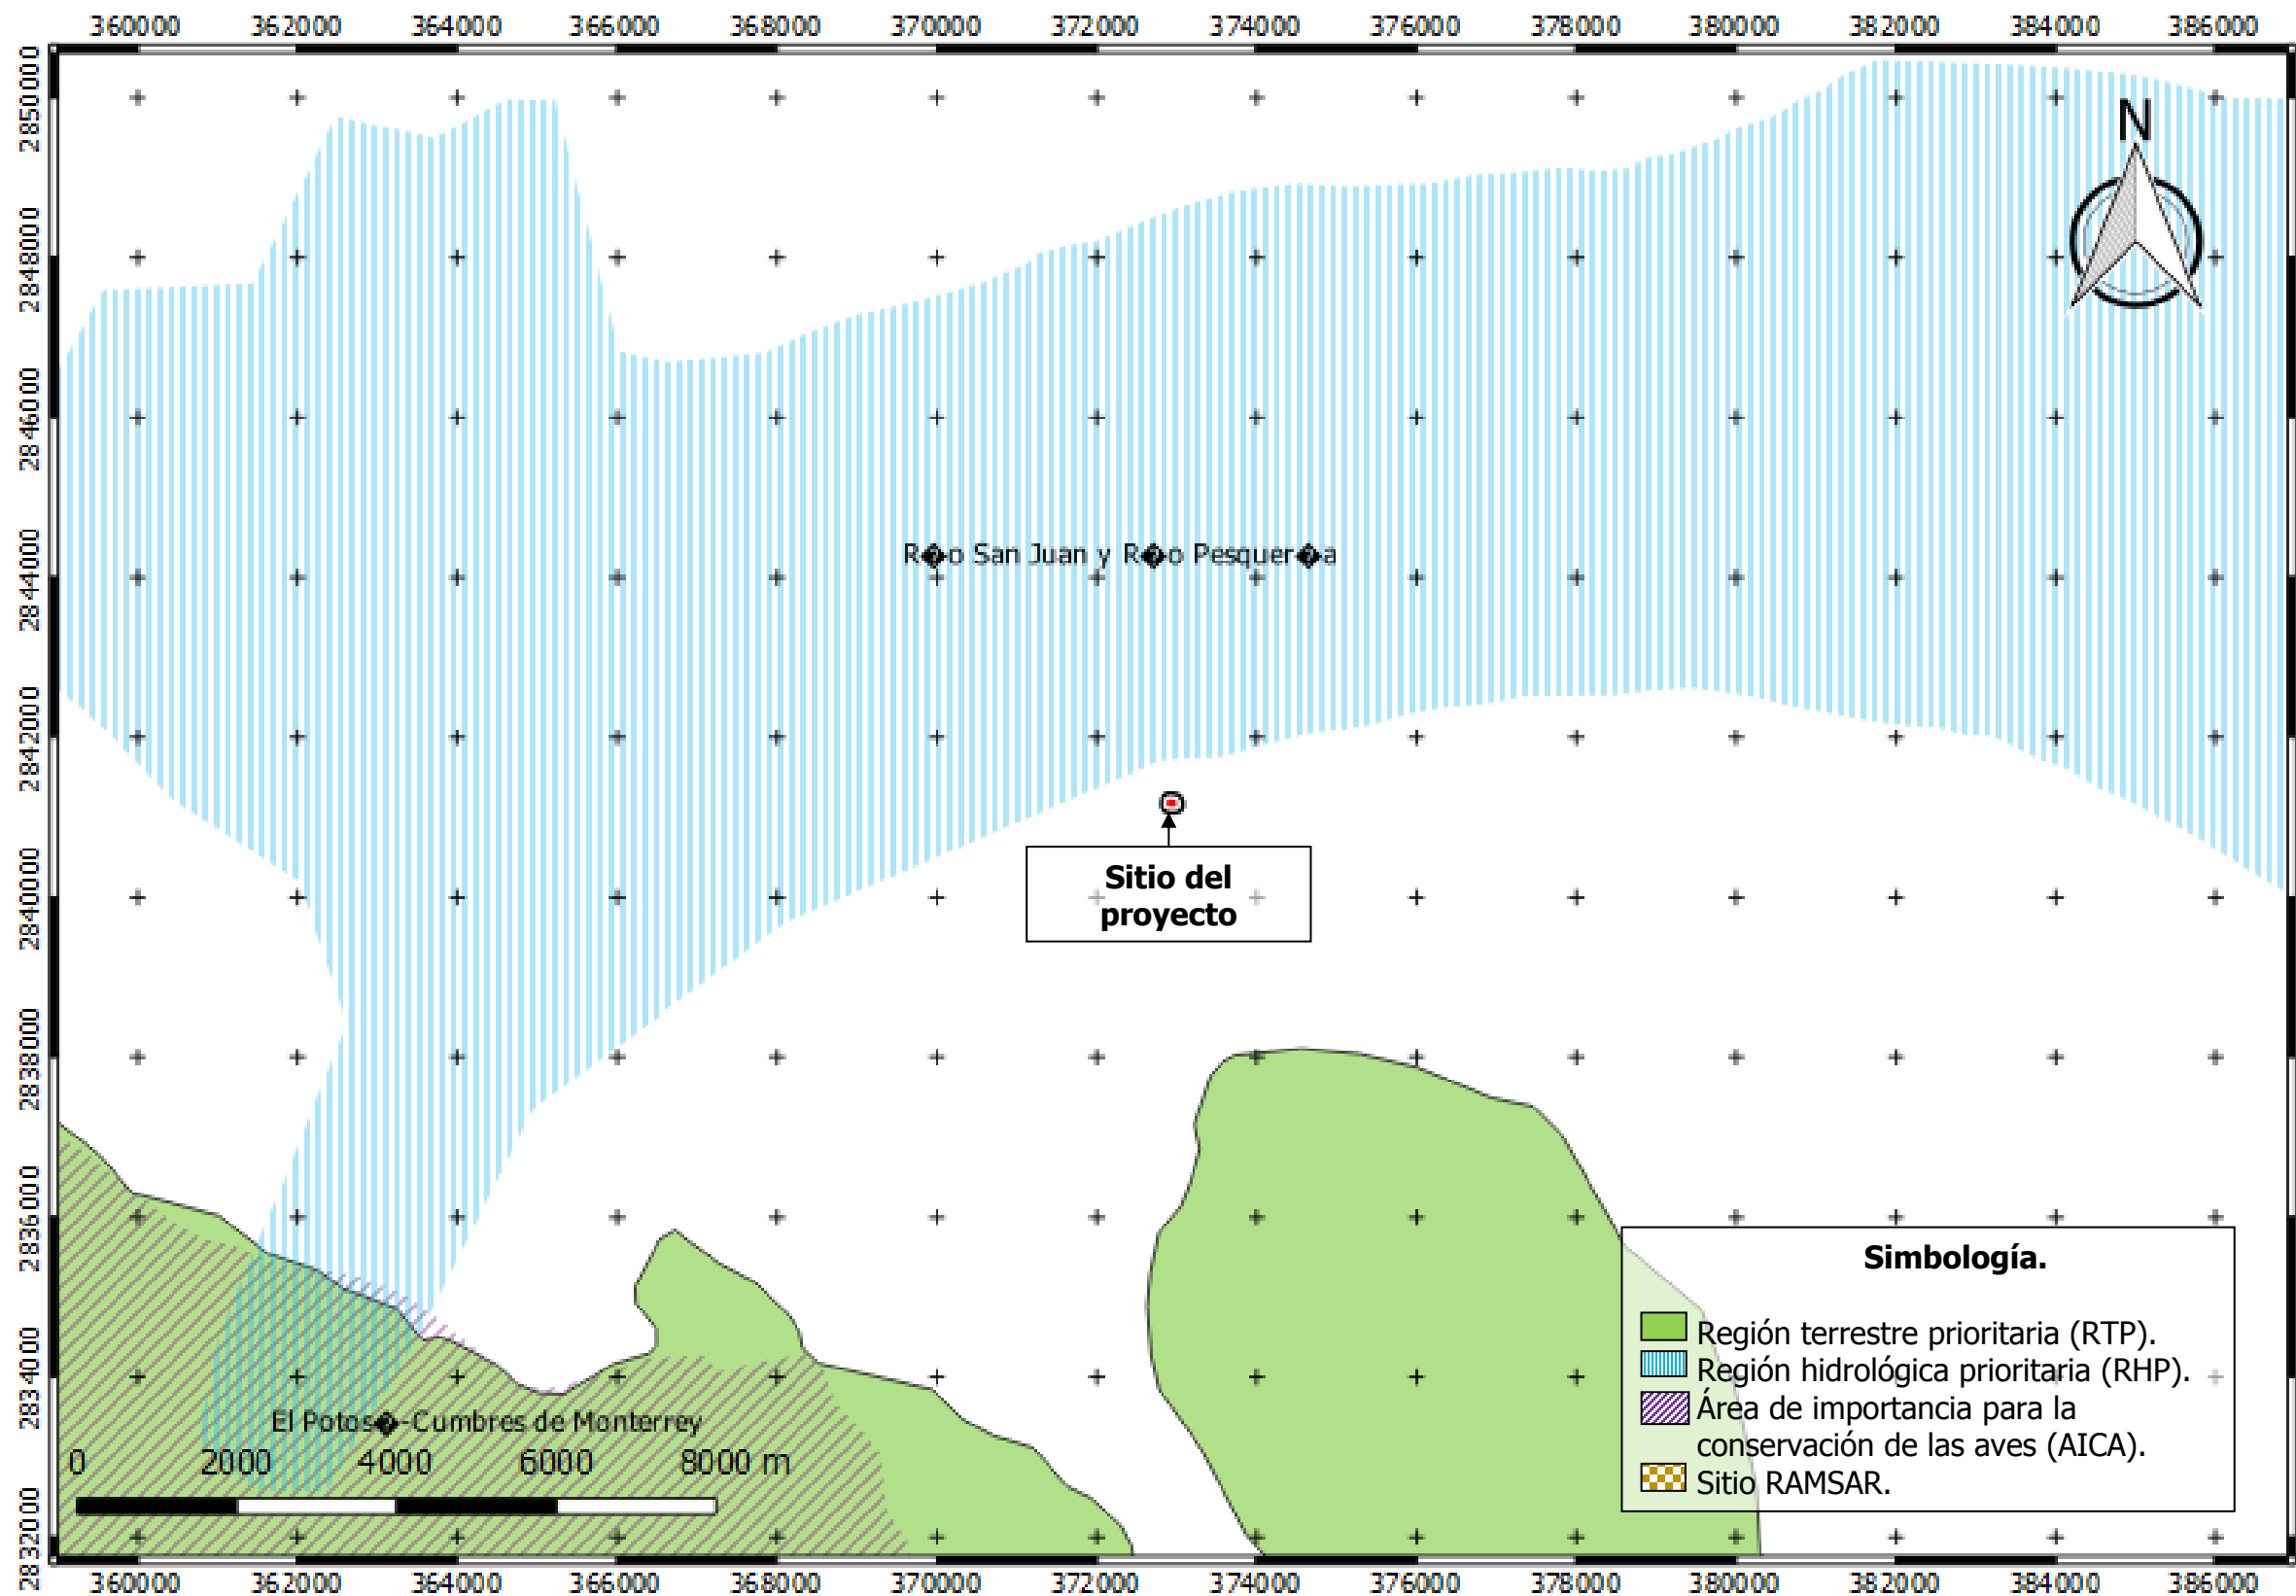 360000 362000 364000 366000 368000 370000 372000 374000 376000 378000 380000 382000 384000 386000
2850000
N
2848000
2846000
R�o San Juan y R�o Pesquer�a
2844000
2842000
Sitio del
proyecto
2840000
2838000
2836000
Simbología.
Región terrestre prioritaria (RTP).
Región hidrológica prioritaria (RHP).
Área de importancia para la
conservación de las aves (AICA).
Sitio RAMSAR.
2834000
El Potos�-Cumbres de Monterrey
0 2000 4000 6000 8000 m
2832000
360000 362000 364000 366000 368000 370000 372000 374000 376000 378000 380000 382000 384000 386000